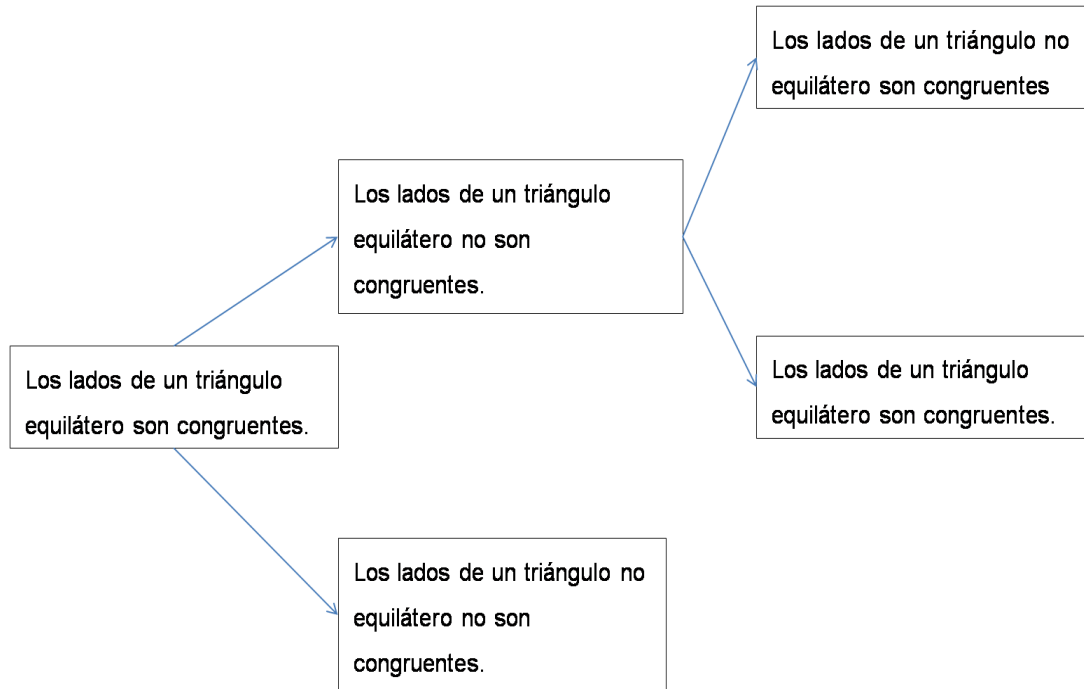 Los lados de un triángulo no
equilátero son congruentes
Los lados de un triángulo
equilátero no son
congruentes.
Los lados de un triángulo
equilátero son congruentes.
Los lados de un triángulo
equilátero son congruentes.
Los lados de un triángulo no
equilátero no son
congruentes.